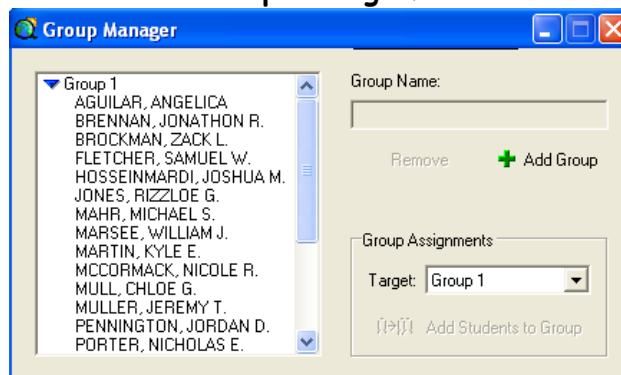 Group Manager
Group 1
AGUILAR, ANGELICA
BRENNAN, JONATHON R.
BROCKMAN, ZACK L.
FLETCHER, SAMUEL W.
HOSSEINMARDI, JOSHUA M.
JONES, RIZZLOE G.
MAHR, MICHAEL S.
MARSEE, WILLIAM J.
MARTIN, KYLE E.
MCCORMACK, NICOLE R.
MULL, CHLOE G.
MULLER, JEREMY T.
PENNINGTON, JORDAN D.
PORTER, NICHOLAS E.
Group Name:
Remove
Add Group
Group Assignments
Target: Group 1
Add Students to Group